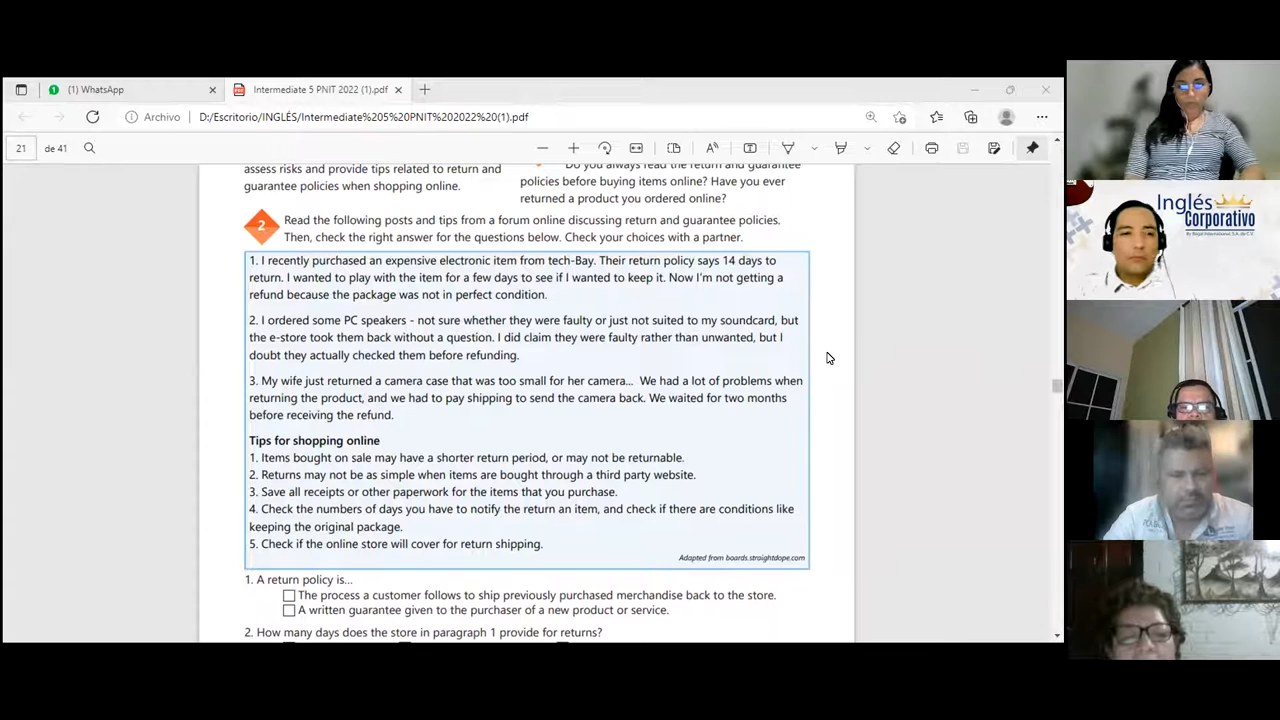 (1) WhatsApp
Intermediate 5 PNIT 2022 (1).pdf
Archivo
D:/Escritorio/INGLÉS/Intermediate%205%20PNIT%202022%20(1).pdf
21 de 41
assess risks and provide tips related to return and
guarantee policies when shopping online.
Do you always read the return and guarantee
policies before buying items online? Have you ever
returned a product you ordered online?
2
Read the following posts and tips from a forum online discussing return and guarantee policies.
Then, check the right answer for the questions below. Check your choices with a partner.
1. I recently purchased an expensive electronic item from tech-Bay. Their return policy says 14 days to
return. I wanted to play with the item for a few days to see if I wanted to keep it. Now I'm not getting a
refund because the package was not in perfect condition.
2. I ordered some PC speakers - not sure whether they were faulty or just not suited to my soundcard, but
the e-store took them back without a question. I did claim they were faulty rather than unwanted, but I
doubt they actually checked them before refunding.
3. My wife just returned a camera case that was too small for her camera... We had a lot of problems when
returning the product, and we had to pay shipping to send the camera back. We waited for two months
before receiving the refund.
Tips for shopping online
1. Items bought on sale may have a shorter return period, or may not be returnable.
2. Returns may not be as simple when items are bought through a third party website.
3. Save all receipts or other paperwork for the items that you purchase.
4. Check the numbers of days you have to notify the return an item, and check if there are conditions like
keeping the original package.
5. Check if the online store will cover for return shipping.
Adapted from boards.straightdope.com
1. A return policy is...
The process a customer follows to ship previously purchased merchandise back to the store.
A written guarantee given to the purchaser of a new product or service.
2. How many days does the store in paragraph 1 provide for returns?
Inglés
Corporativo